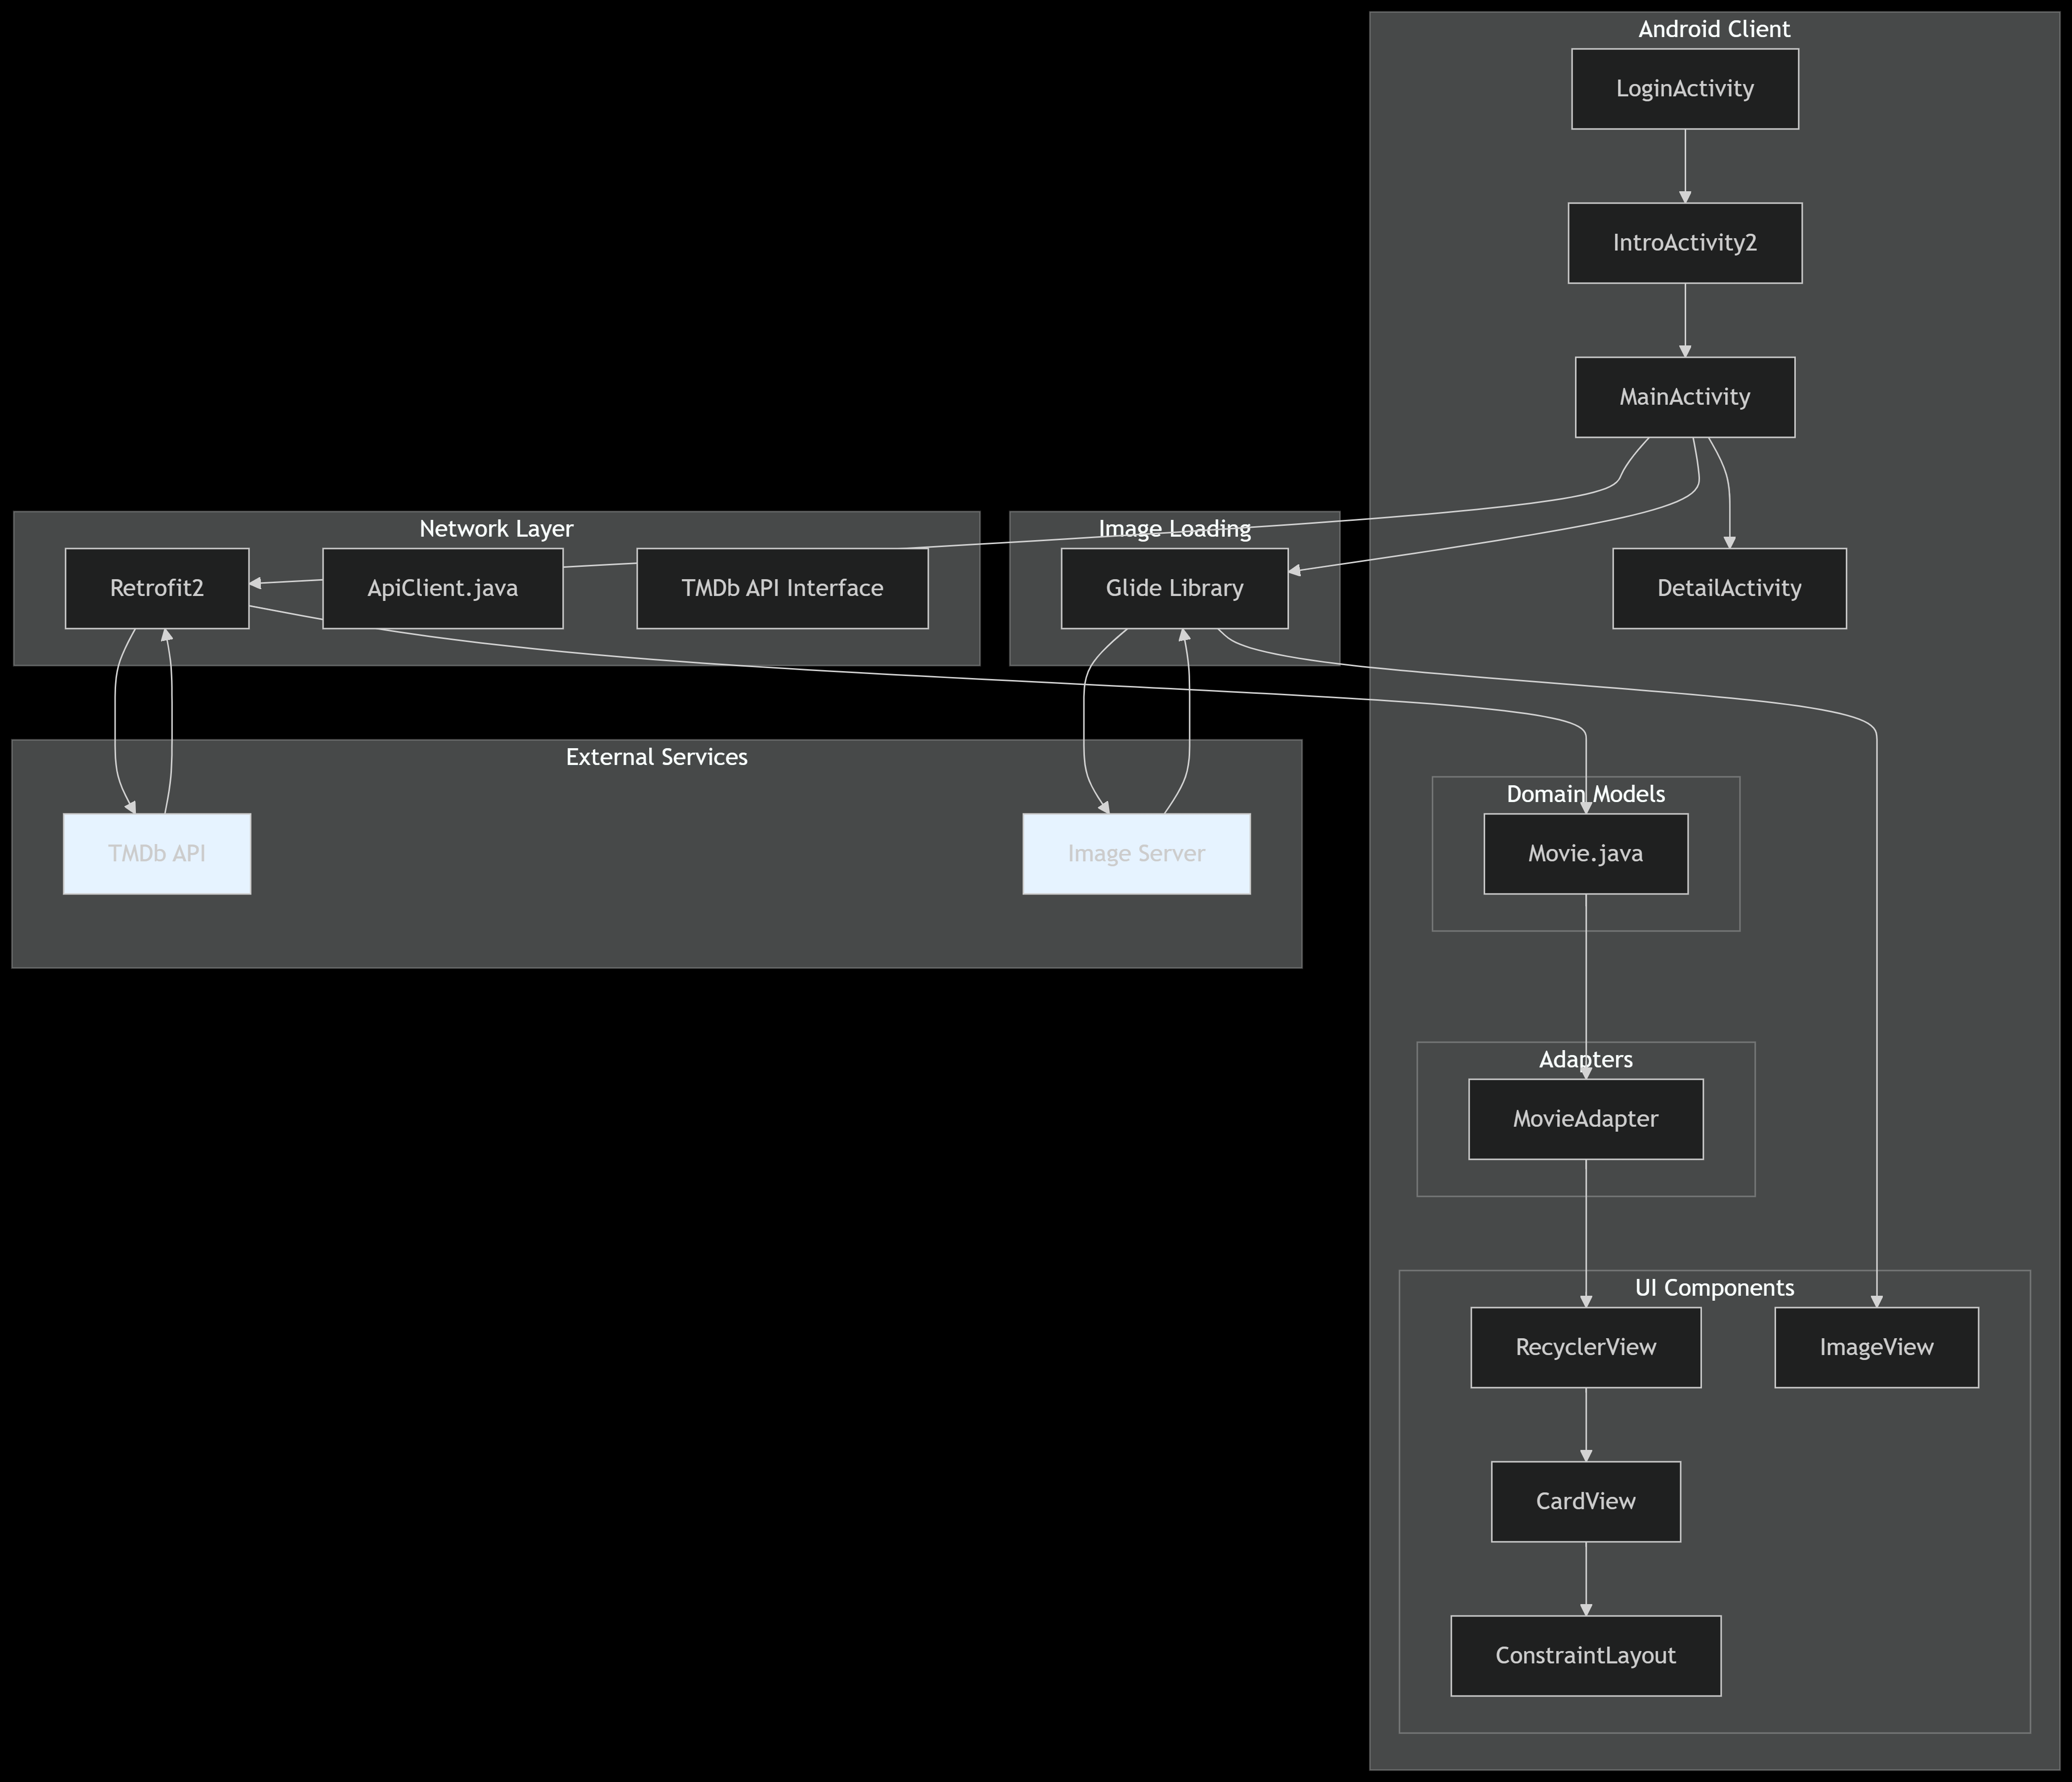 Android Client
LoginActivity
IntroActivity2
MainActivity
Network Layer
Image Loading
Retrofit2
ApiClient.java
TMDb API Interface
Glide Library
DetailActivity
External Services
Domain Models
TMDb API
Image Server
Movie.java
Adapters
MovieAdapter
UI Components
RecyclerView
ImageView
CardView
ConstraintLayout